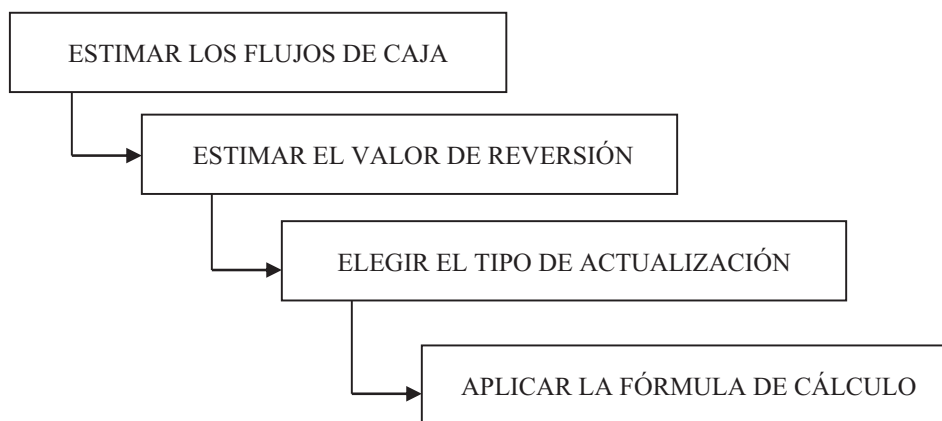 ESTIMAR LOS FLUJOS DE CAJA
ESTIMAR EL VALOR DE REVERSIÓN
ELEGIR EL TIPO DE ACTUALIZACIÓN
APLICAR LA FÓRMULA DE CÁLCULO